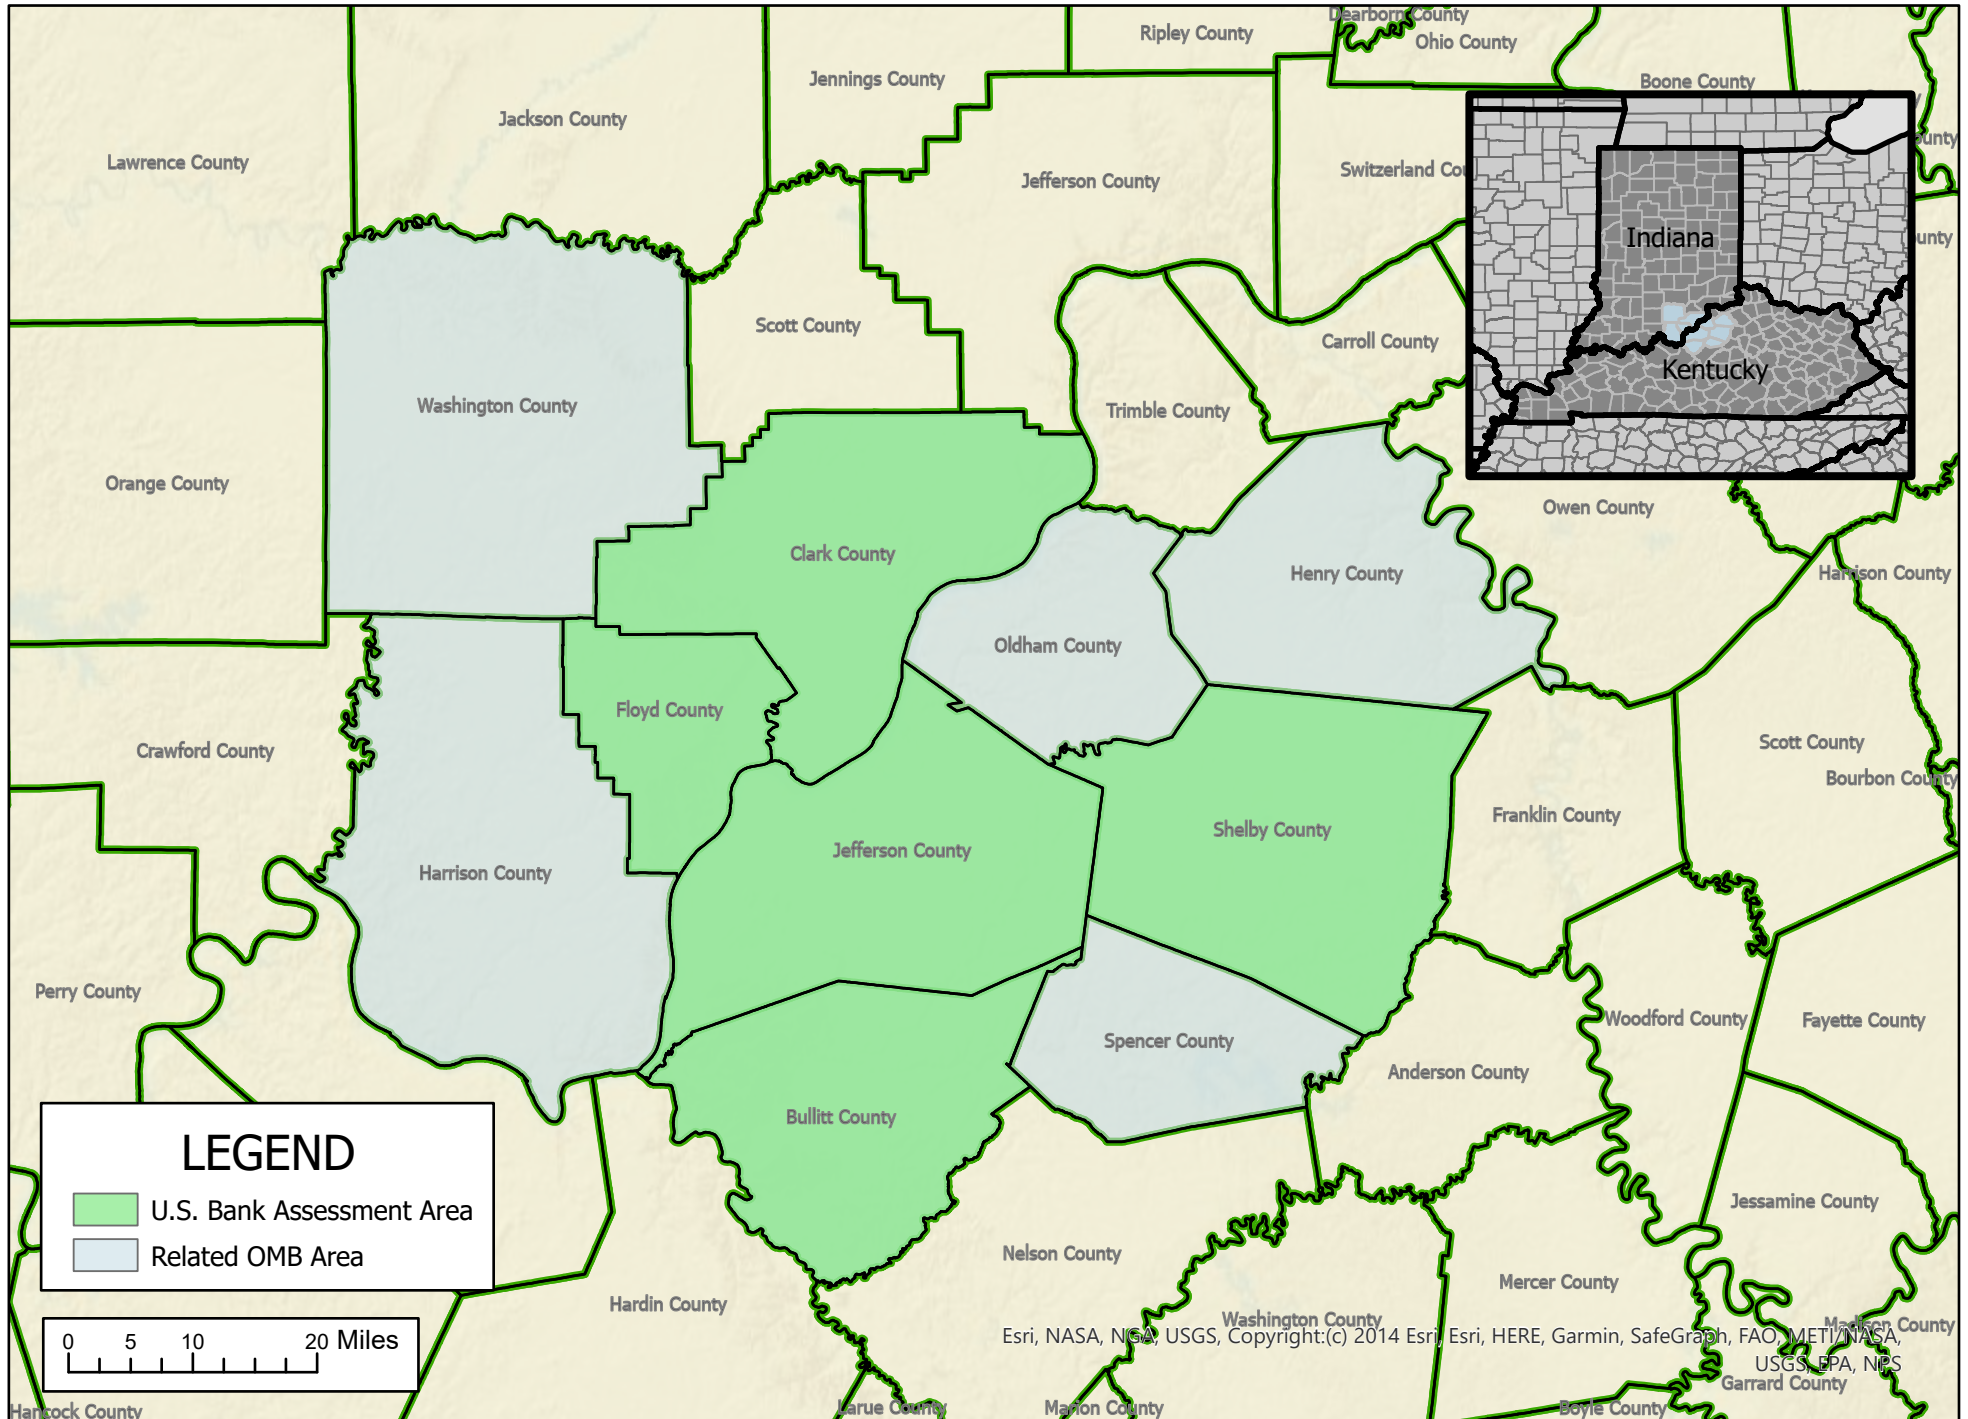 Dearborn County
Ripley County
Ohio County
Jennings County
Boone County
Jackson County
Lawrence County
unty
Jefferson County
Switzerland Cou
Indiana
unty
Scott County
Carroll County
Kentucky
Washington County
Trimble County
Orange County
Owen County
Clark County
Henry County
Harrison County
Oldham County
Floyd County
Crawford County
Scott County
Bourbon County
Franklin County
Shelby County
Jefferson County
Harrison County
Perry County
Woodford County
Fayette County
Spencer County
Anderson County
Bullitt County
LEGEND
U.S. Bank Assessment Area
Related OMB Area
Jessamine County
Nelson County
Mercer County
Hardin County
Washington County
Madison County
0 5 10 20 Miles
Esri, NASA, NGA, USGS, Copyright:(c) 2014 Esri, Esri, HERE, Garmin, SafeGraph, FAO, METI/NASA,
USGS, EPA, NPS
Garrard County
Hancock County
Larue County
Marion County
Boyle County